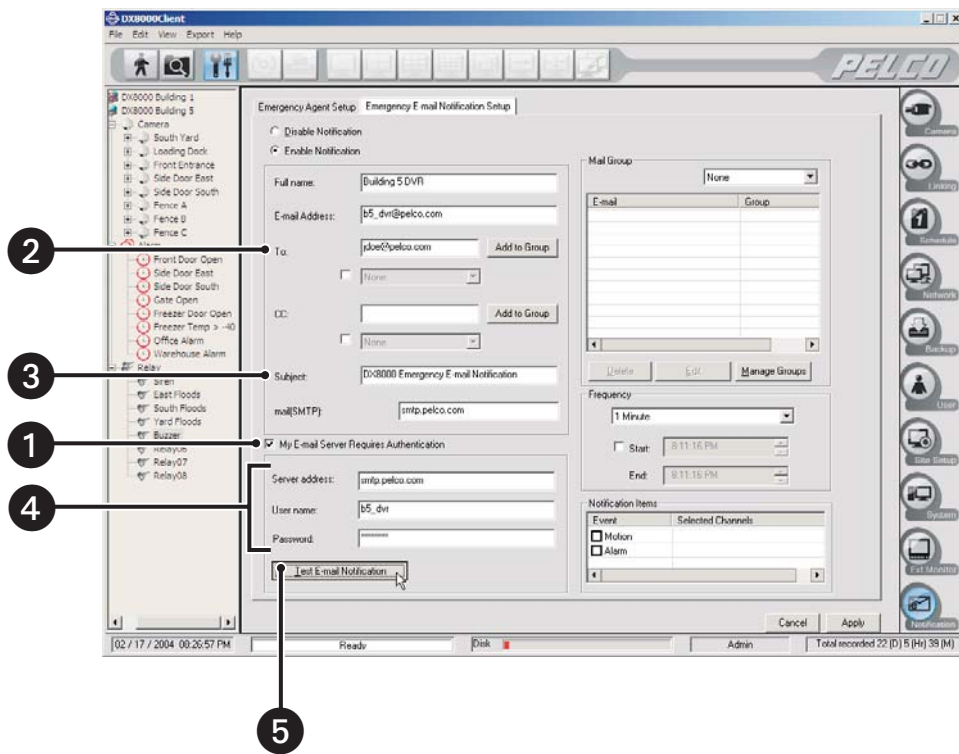 DX8000Client
File Edit View Export Help
PELCO
DX8000 Building 1
DX8000 Building 5
Camera
South Yard
Loading Dock
Front Entrance
Side Door East
Side Door South
Fence A
Fence B
Fence C
Alarm
Front Door Open
Side Door East
Side Door South
Gate Open
Freezer Door Open
Freezer Temp > -40
Office Alarm
Warehouse Alarm
Relay
Siren
East Floods
South Floods
Yard Floods
Buzzer
Relay06
Relay07
Relay08
Emergency Agent Setup Emergency E-mail Notification Setup
Disable Notification
Enable Notification
Full name: Building 5 DVR
E-mail Address: b5_dvr@pelco.com
2
To: jdoe@pelco.com Add to Group
None
CC: Add to Group
None
3
Subject: DX8000 Emergency E-mail Notification
mail(SMTP): smtp.pelco.com
1
My E-mail Server Requires Authentication
4
Server address: smtp.pelco.com
User name: b5_dvr
Password: ********
Test E-mail Notification
5
Mail Group
None
E-mail Group
Delete Edit Manage Groups
Frequency
1 Minute
Start: 8:11:16 PM
End: 8:11:16 PM
Notification Items
Event Selected Channels
Motion
Alarm
Cancel Apply
Camera
Linking
1
Schedule
Network
Backup
User
Site Setup
System
Ext Monitor
Notification
02 / 17 / 2004 08:26:57 PM Ready Disk Admin Total recorded 22 (D) 5 (Hr) 39 (M)